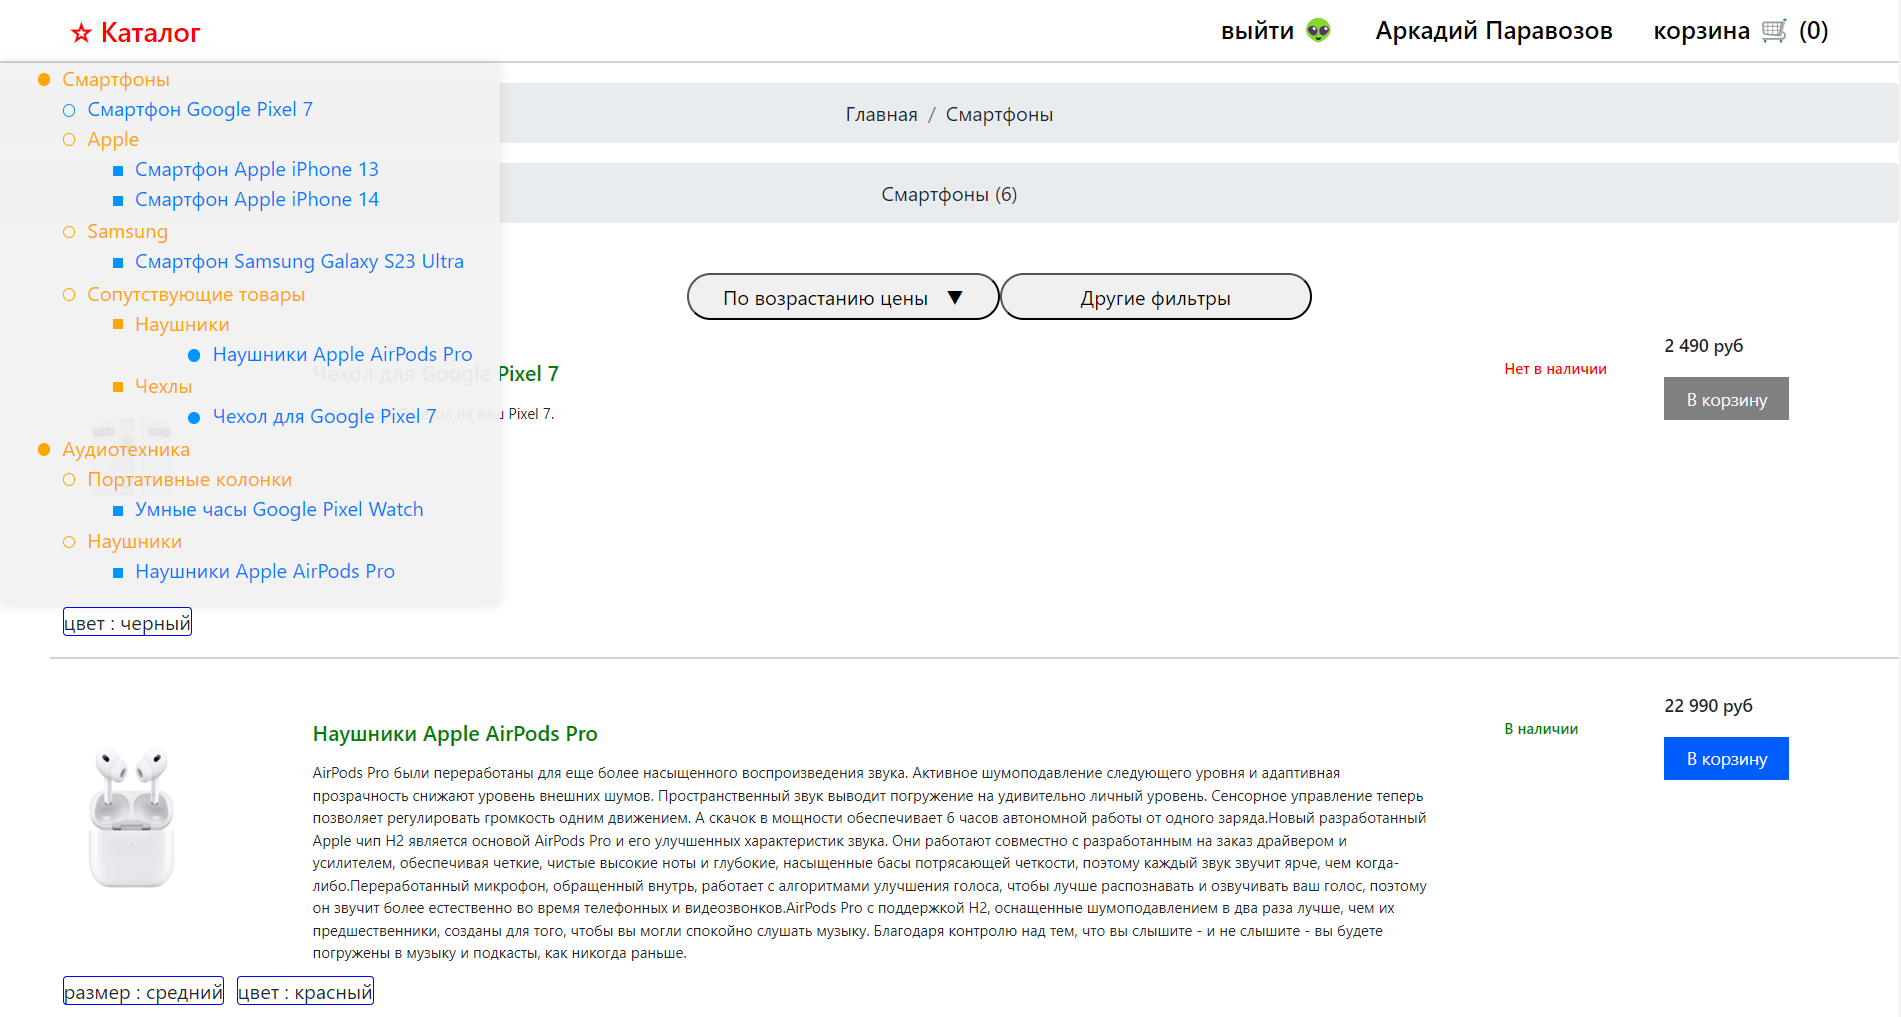 ☆ Каталог
выйти 👽 Аркадий Паравозов корзина 🛒 (0)
Смартфоны
Смартфон Google Pixel 7
Apple
Смартфон Apple iPhone 13
Смартфон Apple iPhone 14
Samsung
Смартфон Samsung Galaxy S23 Ultra
Сопутствующие товары
Наушники
Наушники Apple AirPods Pro
Чехлы
Чехол для Google Pixel 7
Аудиотехника
Портативные колонки
Умные часы Google Pixel Watch
Наушники
Наушники Apple AirPods Pro
Главная / Смартфоны
Смартфоны (6)
По возрастанию цены ▼ Другие фильтры
Чехол для Google Pixel 7
на ваш Pixel 7.
Нет в наличии
2 490 руб
В корзину
цвет : черный
Наушники Apple AirPods Pro
AirPods Pro были переработаны для еще более насыщенного воспроизведения звука. Активное шумоподавление следующего уровня и адаптивная
прозрачность снижают уровень внешних шумов. Пространственный звук выводит погружение на удивительно личный уровень. Сенсорное управление теперь
позволяет регулировать громкость одним движением. А скачок в мощности обеспечивает 6 часов автономной работы от одного заряда.Новый разработанный
Apple чип H2 является основой AirPods Pro и его улучшенных характеристик звука. Они работают совместно с разработанным на заказ драйвером и
усилителем, обеспечивая четкие, чистые высокие ноты и глубокие, насыщенные басы потрясающей четкости, поэтому каждый звук звучит ярче, чем когда-
либо.Переработанный микрофон, обращенный внутрь, работает с алгоритмами улучшения голоса, чтобы лучше распознавать и озвучивать ваш голос, поэтому
он звучит более естественно во время телефонных и видеозвонков.AirPods Pro с поддержкой H2, оснащенные шумоподавлением в два раза лучше, чем их
предшественники, созданы для того, чтобы вы могли спокойно слушать музыку. Благодаря контролю над тем, что вы слышите - и не слышите - вы будете
погружены в музыку и подкасты, как никогда раньше.
В наличии
22 990 руб
В корзину
размер : средний цвет : красный